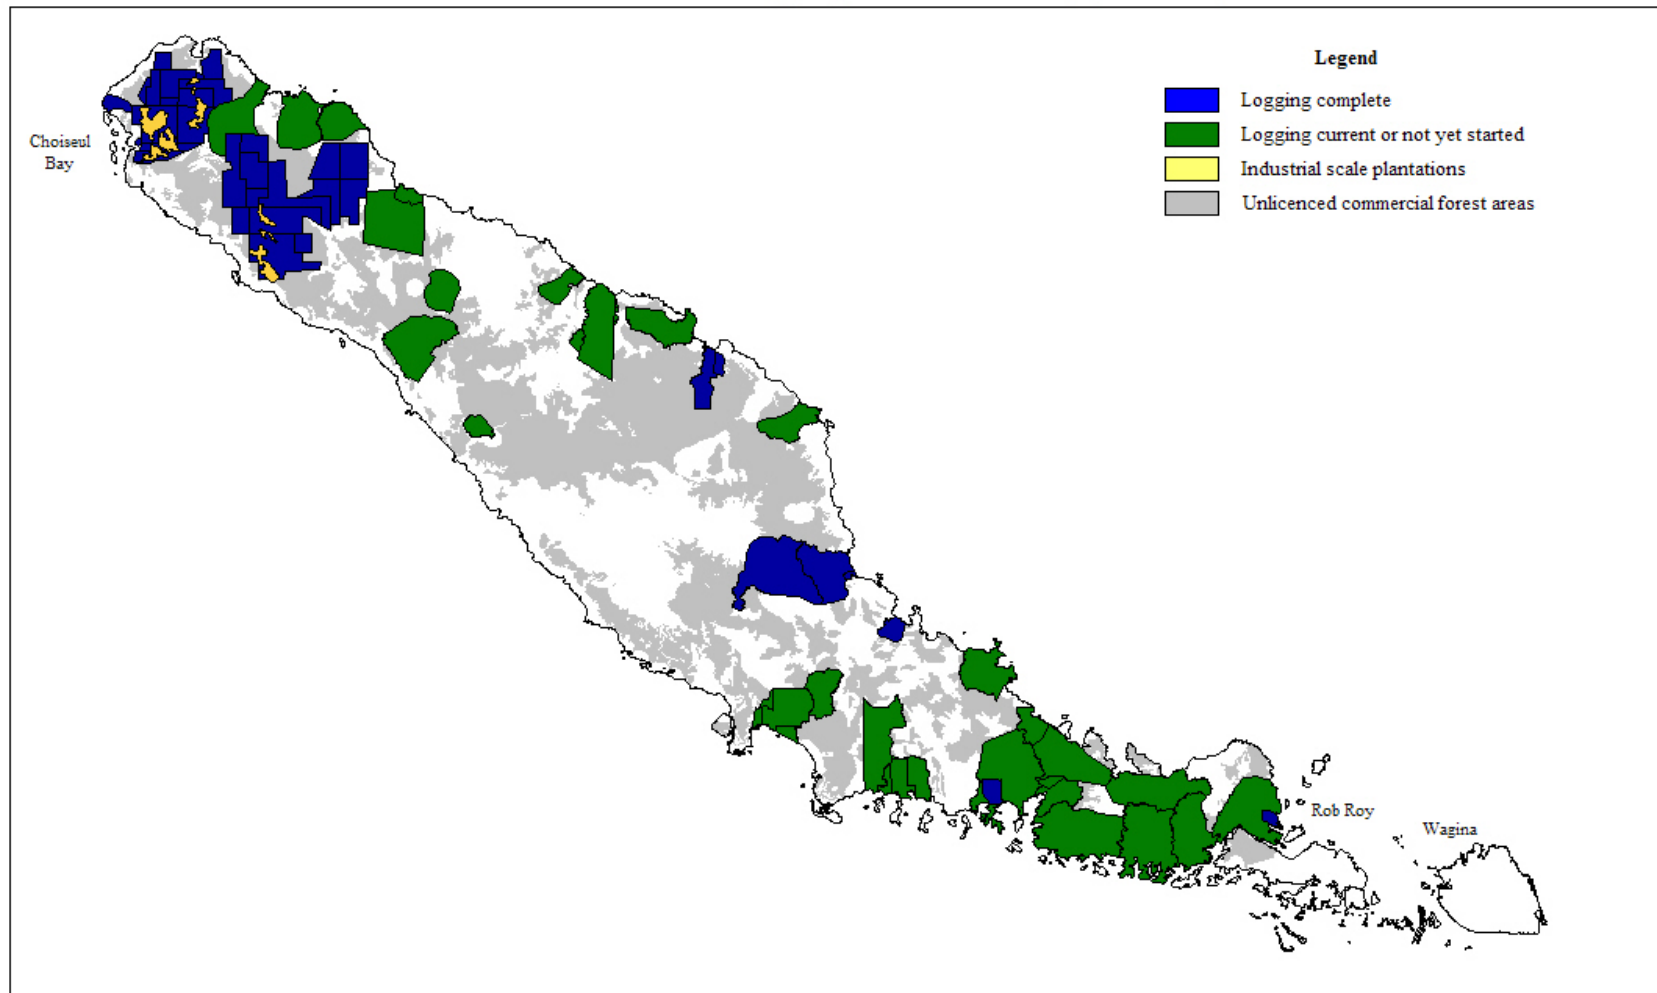 Legend
Logging complete
Logging current or not yet started
Industrial scale plantations
Unlicenced commercial forest areas
Choiseul
Bay
Rob Roy
Wagina